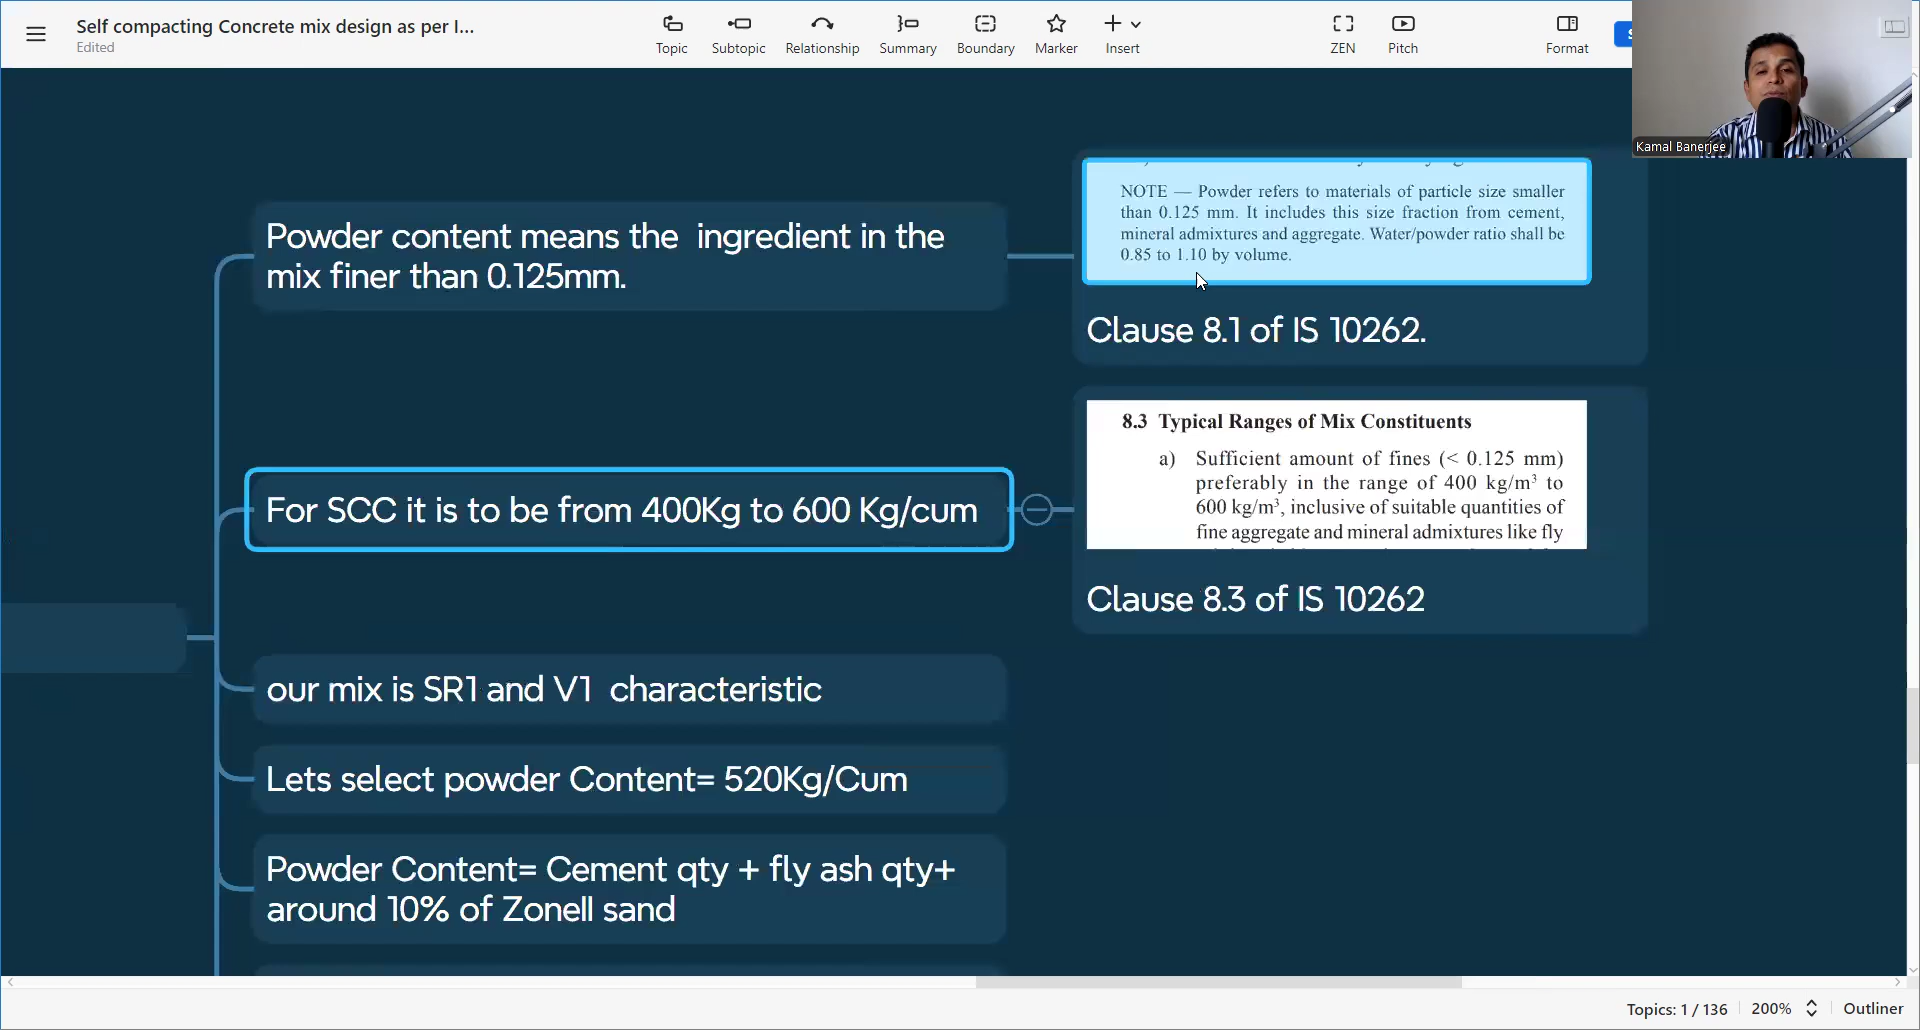 Self compacting Concrete mix design as per I...
Edited
Topic
Subtopic
Relationship
Summary
Boundary
Marker
Insert
ZEN
Pitch
Format
Kamal Banerjee
Powder content means the ingredient in the
mix finer than 0.125mm.
NOTE — Powder refers to materials of particle size smaller
than 0.125 mm. It includes this size fraction from cement,
mineral admixtures and aggregate. Water/powder ratio shall be
0.85 to 1.10 by volume.
Clause 8.1 of IS 10262.
For SCC it is to be from 400Kg to 600 Kg/cum
8.3 Typical Ranges of Mix Constituents
a) Sufficient amount of fines (< 0.125 mm)
preferably in the range of 400 kg/m³ to
600 kg/m³, inclusive of suitable quantities of
fine aggregate and mineral admixtures like fly
Clause 8.3 of IS 10262
our mix is SR1 and V1 characteristic
Lets select powder Content= 520Kg/Cum
Powder Content= Cement qty + fly ash qty+
around 10% of ZoneII sand
Topics: 1 / 136
200%
Outliner